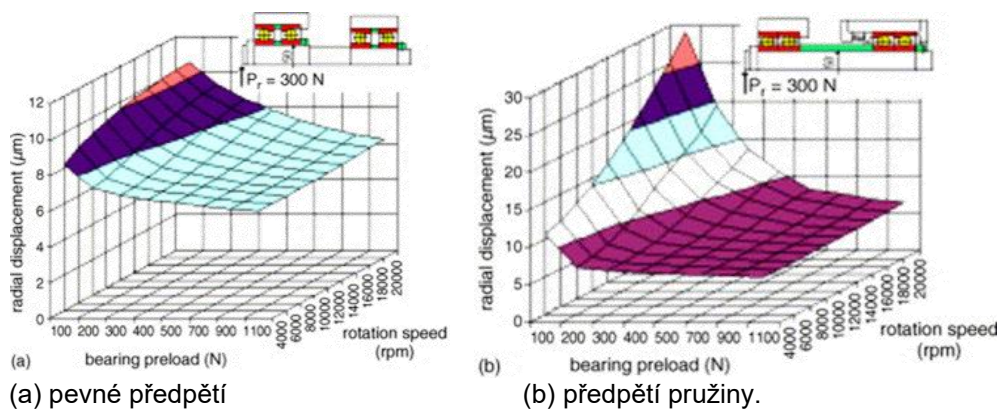 P_r = 300 N
radial displacement (µm)
12
10
8
6
4
2
0
100 200 300 400 500 700 900 1100
bearing preload (N)
4000 6000 8000 10000 12000 14000 16000 18000 20000
rotation speed
(rpm)
(a)
P_r = 300 N
radial displacement (µm)
30
25
20
15
10
5
0
100 200 300 400 500 700 900 1100
bearing preload (N)
4000 6000 8000 10000 12000 14000 16000 18000 20000
rotation speed
(rpm)
(b)
(a) pevné předpětí
(b) předpětí pružiny.